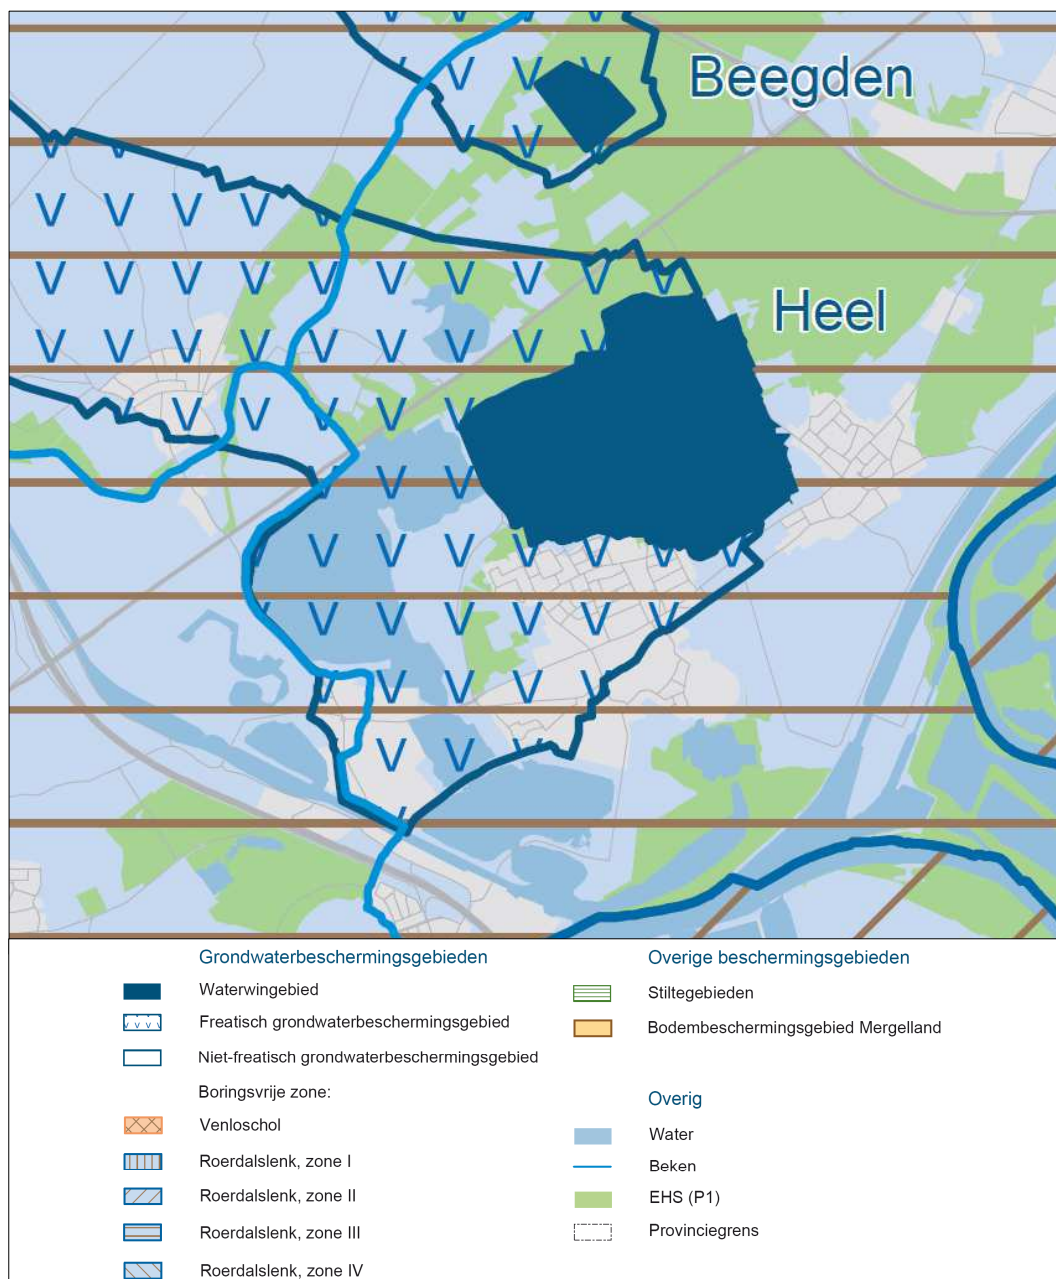 Beegden
Heel
Grondwaterbeschermingsgebieden
Waterwingebied
Freatisch grondwaterbeschermingsgebied
Niet-freatisch grondwaterbeschermingsgebied
Boringsvrije zone:
Venloschol
Roerdalslenk, zone I
Roerdalslenk, zone II
Roerdalslenk, zone III
Roerdalslenk, zone IV
Overige beschermingsgebieden
Stiltegebieden
Bodembeschermingsgebied Mergelland
Overig
Water
Beken
EHS (P1)
Provinciegrens